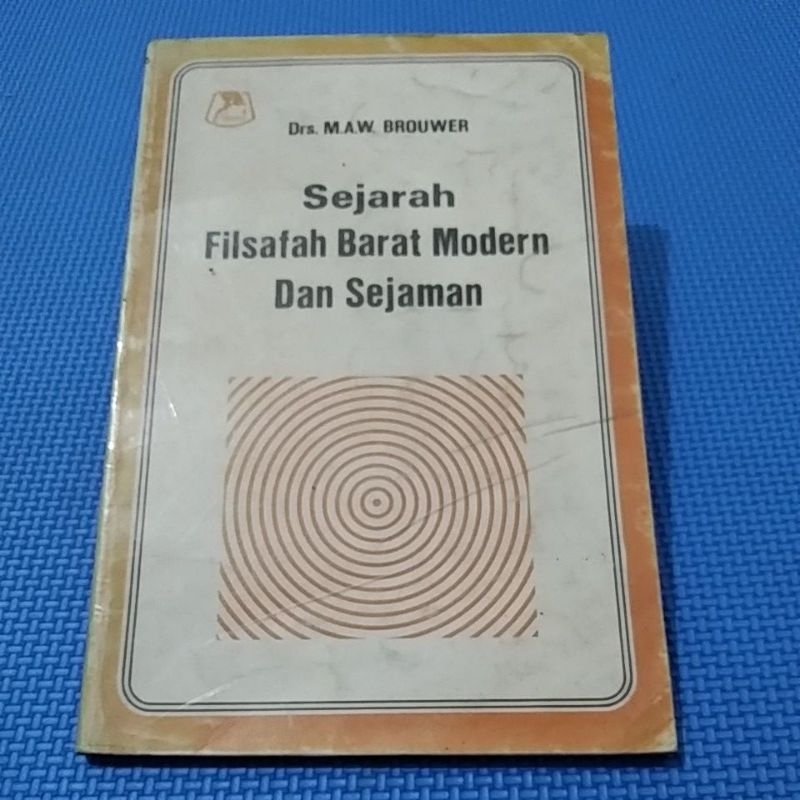 Drs. M.A.W. BROUWER
Sejarah
Filsafah Barat Modern
Dan Sejaman